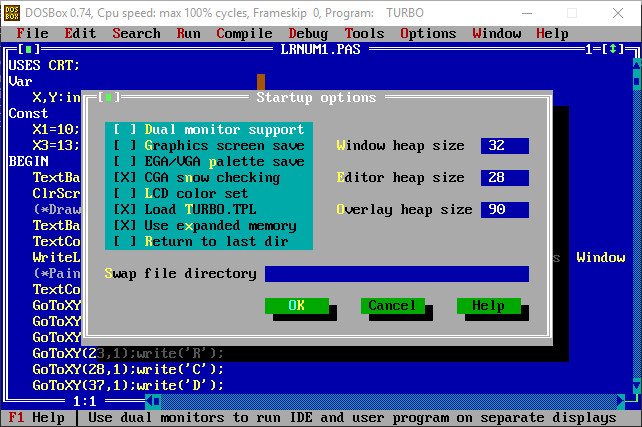 DOSBox 0.74, Cpu speed: max 100% cycles, Frameskip 0, Program: TURBO
File Edit Search Run Compile Debug Tools Options Window Help
[■] LRNUM1.PAS 1=[↕]
USES CRT;
Var
X,Y:in
Const
X1=10;
X3=13;
BEGIN
TextBa
ClrScr
(*Draw
TextBa
TextCo
WriteL
s Window
(*Pain
TextCo
GoToXY
GoToXY
GoToXY
GoToXY(23,1);write('R');
GoToXY(28,1);write('C');
GoToXY(37,1);write('D');
1:1
[■] Startup options
[ ] Dual monitor support
[ ] Graphics screen save
[ ] EGA/VGA palette save
[X] CGA snow checking
[ ] LCD color set
[X] Load TURBO.TPL
[X] Use expanded memory
[ ] Return to last dir
Window heap size 32
Editor heap size 28
Overlay heap size 90
Swap file directory
OK Cancel Help
F1 Help | Use dual monitors to run IDE and user program on separate displays